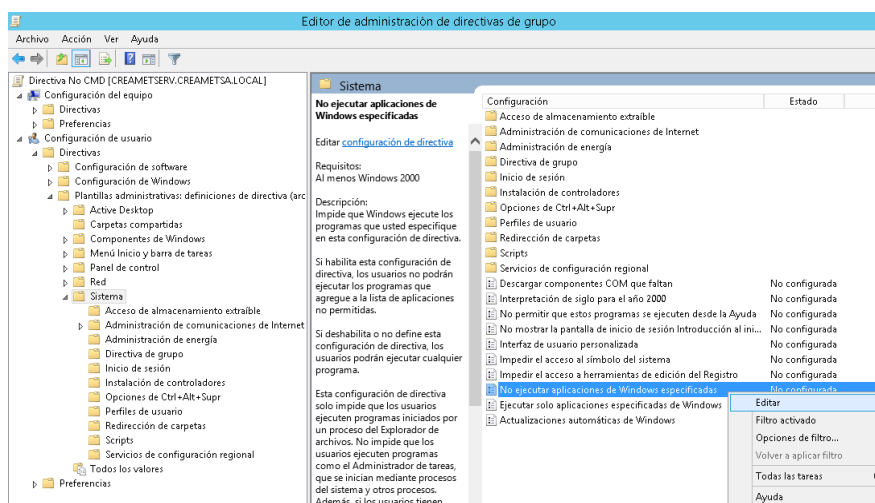 Editor de administración de directivas de grupo
Archivo Acción Ver Ayuda
Directiva No CMD [CREAMETSERV.CREAMETSA.LOCAL]
Configuración del equipo
Directivas
Preferencias
Configuración de usuario
Directivas
Configuración de software
Configuración de Windows
Plantillas administrativas: definiciones de directiva (arc
Active Desktop
Carpetas compartidas
Componentes de Windows
Menú Inicio y barra de tareas
Panel de control
Red
Sistema
Acceso de almacenamiento extraíble
Administración de comunicaciones de Internet
Administración de energía
Directiva de grupo
Inicio de sesión
Instalación de controladores
Opciones de Ctrl+Alt+Supr
Perfiles de usuario
Redirección de carpetas
Scripts
Servicios de configuración regional
Todos los valores
Preferencias
Sistema
No ejecutar aplicaciones de
Windows especificadas
Editar configuración de directiva
Requisitos:
Al menos Windows 2000
Descripción:
Impide que Windows ejecute los
programas que usted especifique
en esta configuración de directiva.
Si habilita esta configuración de
directiva, los usuarios no podrán
ejecutar los programas que
agregue a la lista de aplicaciones
no permitidas.
Si deshabilita o no define esta
configuración de directiva, los
usuarios podrán ejecutar cualquier
programa.
Esta configuración de directiva
solo impide que los usuarios
ejecuten programas iniciados por
un proceso del Explorador de
archivos. No impide que los
usuarios ejecuten programas
como el Administrador de tareas,
que se inician mediante procesos
del sistema y otros procesos.
Además, si los usuarios tienen
Configuración Estado
Acceso de almacenamiento extraíble
Administración de comunicaciones de Internet
Administración de energía
Directiva de grupo
Inicio de sesión
Instalación de controladores
Opciones de Ctrl+Alt+Supr
Perfiles de usuario
Redirección de carpetas
Scripts
Servicios de configuración regional
Descargar componentes COM que faltan No configurada
Interpretación de siglo para el año 2000 No configurada
No permitir que estos programas se ejecuten desde la Ayuda No configurada
No mostrar la pantalla de inicio de sesión Introducción al ini... No configurada
Interfaz de usuario personalizada No configurada
Impedir el acceso al símbolo del sistema No configurada
Impedir el acceso a herramientas de edición del Registro No configurada
No ejecutar aplicaciones de Windows especificadas No configurada
Ejecutar solo aplicaciones especificadas de Windows
Actualizaciones automáticas de Windows
Editar
Filtro activado
Opciones de filtro...
Volver a aplicar filtro
Todas las tareas
Ayuda